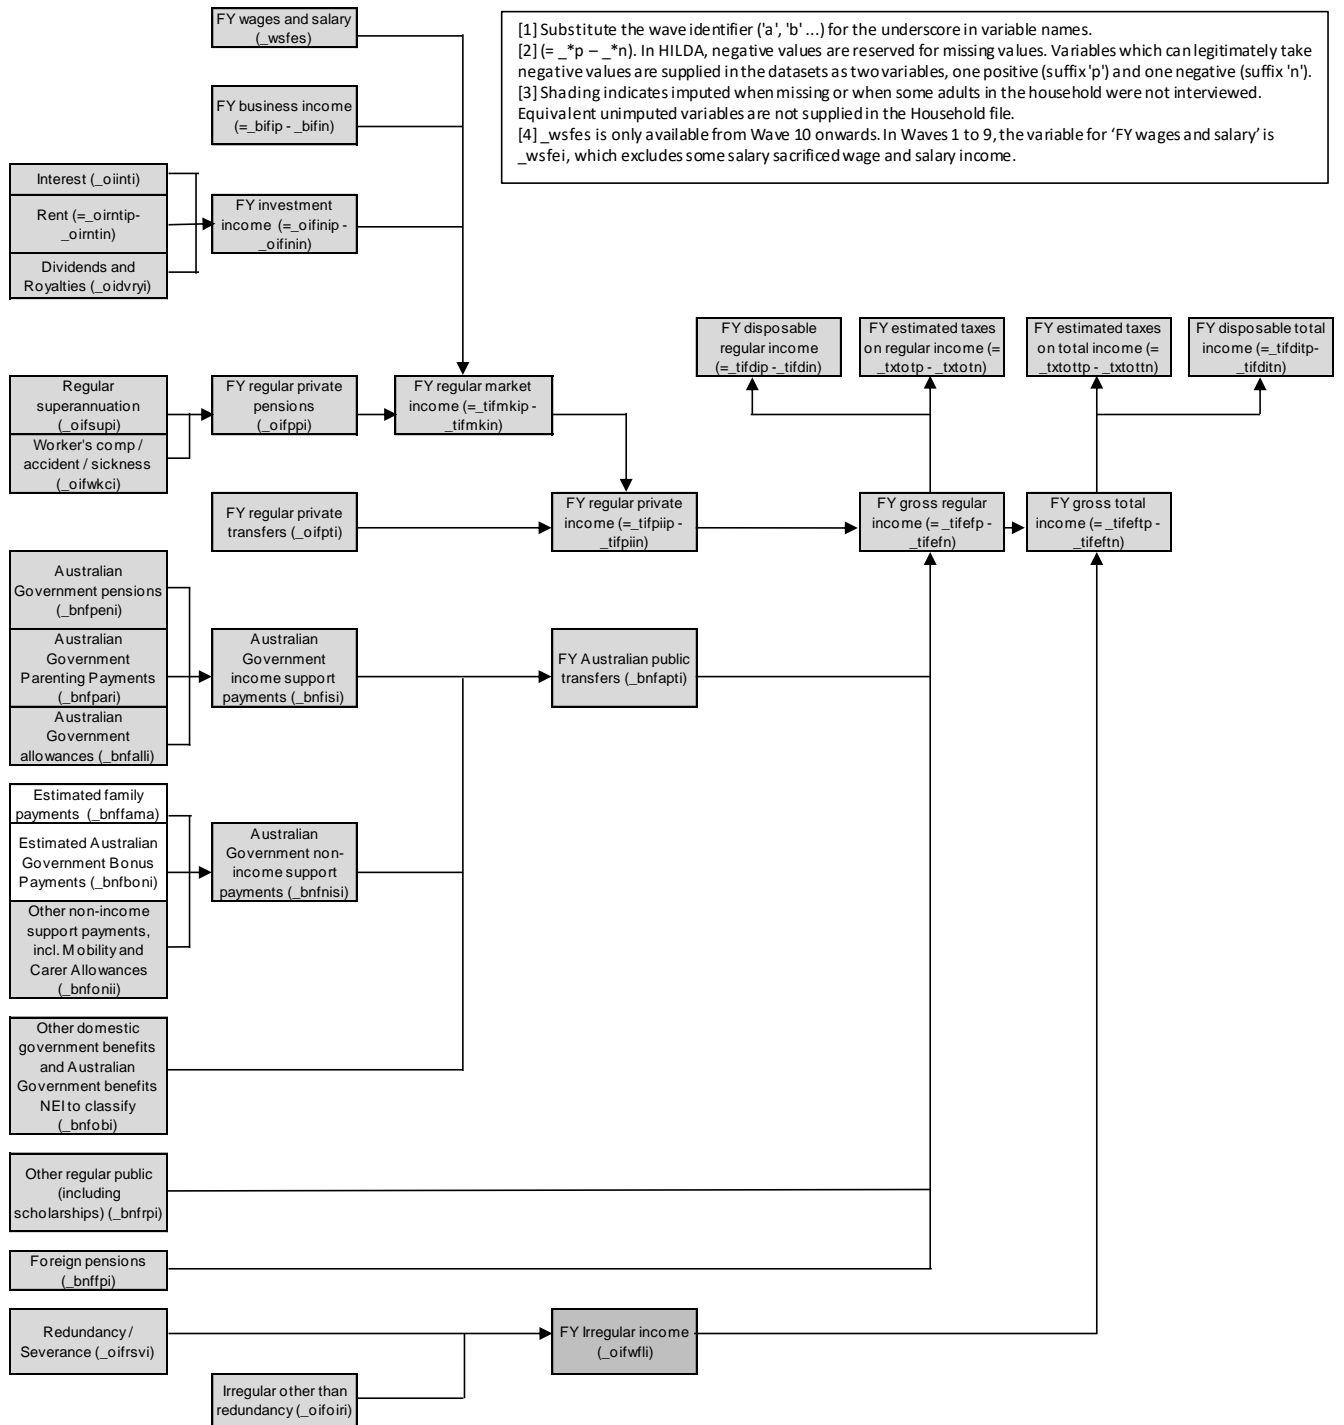 FY wages and salary
(_wsfes)
[1] Substitute the wave identifier ('a', 'b' ...) for the underscore in variable names.
[2] (= _*p – _*n). In HILDA, negative values are reserved for missing values. Variables which can legitimately take
negative values are supplied in the datasets as two variables, one positive (suffix 'p') and one negative (suffix 'n').
[3] Shading indicates imputed when missing or when some adults in the household were not interviewed.
Equivalent unimputed variables are not supplied in the Household file.
[4] _wsfes is only available from Wave 10 onwards. In Waves 1 to 9, the variable for ‘FY wages and salary’ is
_wsfei, which excludes some salary sacrificed wage and salary income.
FY business income
(=_bifip - _bifin)
Interest (_oiinti)
Rent (=_oirntip-
_oirntin)
Dividends and
Royalties (_oidvryi)
FY investment
income (=_oifinip -
_oifinin)
FY disposable
regular income
(=_tifdip - _tifdin)
FY estimated taxes
on regular income (=
_txtotp - _txtotn)
FY estimated taxes
on total income (=
_txtottp - _txtottn)
FY disposable total
income (=_tifditp-
_tifditn)
Regular
superannuation
(_oifsupi)
Worker's comp /
accident / sickness
(_oifwkci)
FY regular private
pensions
(_oifppi)
FY regular market
income (=_tifmkip -
_tifmkin)
FY regular private
transfers (_oifpti)
FY regular private
income (=_tifpiip -
_tifpiin)
FY gross regular
income (= _tifefp -
_tifefn)
FY gross total
income (= _tifeftp -
_tifeftn)
Australian
Government pensions
(_bnfpeni)
Australian
Government
Parenting Payments
(_bnfpari)
Australian
Government
allowances (_bnfalli)
Australian
Government
income support
payments (_bnfisi)
FY Australian public
transfers (_bnfapti)
Estimated family
payments (_bnffama)
Estimated Australian
Government Bonus
Payments (_bnfboni)
Other non-income
support payments,
incl. Mobility and
Carer Allowances
(_bnfonii)
Australian
Government non-
income support
payments (_bnfnisi)
Other domestic
government benefits
and Australian
Government benefits
NEI to classify
(_bnfobi)
Other regular public
(including
scholarships) (_bnfrpi)
Foreign pensions
(_bnffpi)
Redundancy /
Severance (_oifrsvi)
FY Irregular income
(_oifwfli)
Irregular other than
redundancy (_oifoiri)